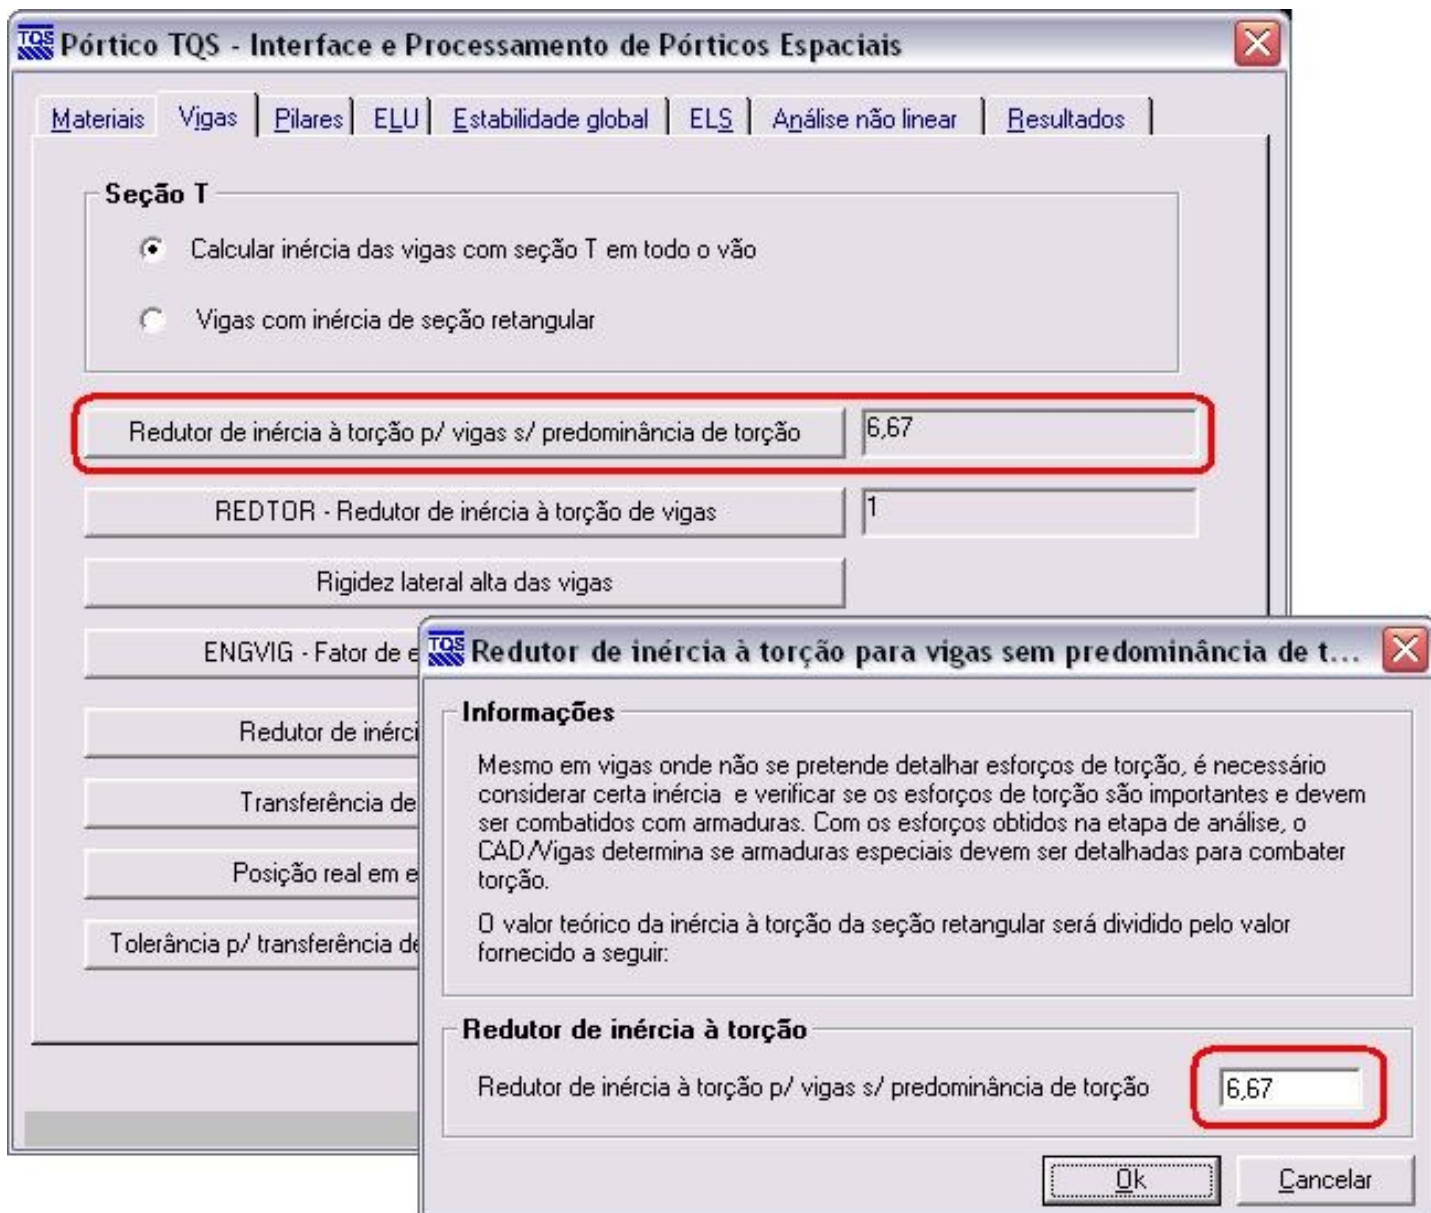 TQS Pórtico TQS - Interface e Processamento de Pórticos Espaciais
Materiais Vigas Pilares ELU Estabilidade global ELS Análise não linear Resultados
Seção T
Calcular inércia das vigas com seção T em todo o vão
Vigas com inércia de seção retangular
Redutor de inércia à torção p/ vigas s/ predominância de torção 6,67
REDTOR - Redutor de inércia à torção de vigas 1
Rigidez lateral alta das vigas
ENGVIG - Fator de e
Redutor de inérci
Transferência de
Posição real em e
Tolerância p/ transferência de
TQS Redutor de inércia à torção para vigas sem predominância de t...
Informações
Mesmo em vigas onde não se pretende detalhar esforços de torção, é necessário
considerar certa inércia e verificar se os esforços de torção são importantes e devem
ser combatidos com armaduras. Com os esforços obtidos na etapa de análise, o
CAD/Vigas determina se armaduras especiais devem ser detalhadas para combater
torção.
O valor teórico da inércia à torção da seção retangular será dividido pelo valor
fornecido a seguir:
Redutor de inércia à torção
Redutor de inércia à torção p/ vigas s/ predominância de torção 6,67
Ok Cancelar